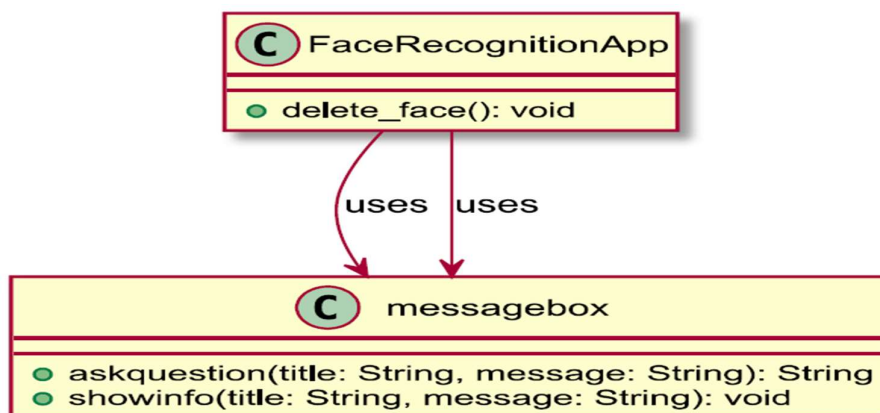 C FaceRecognitionApp
delete_face(): void
uses uses
C messagebox
askquestion(title: String, message: String): String
showinfo(title: String, message: String): void